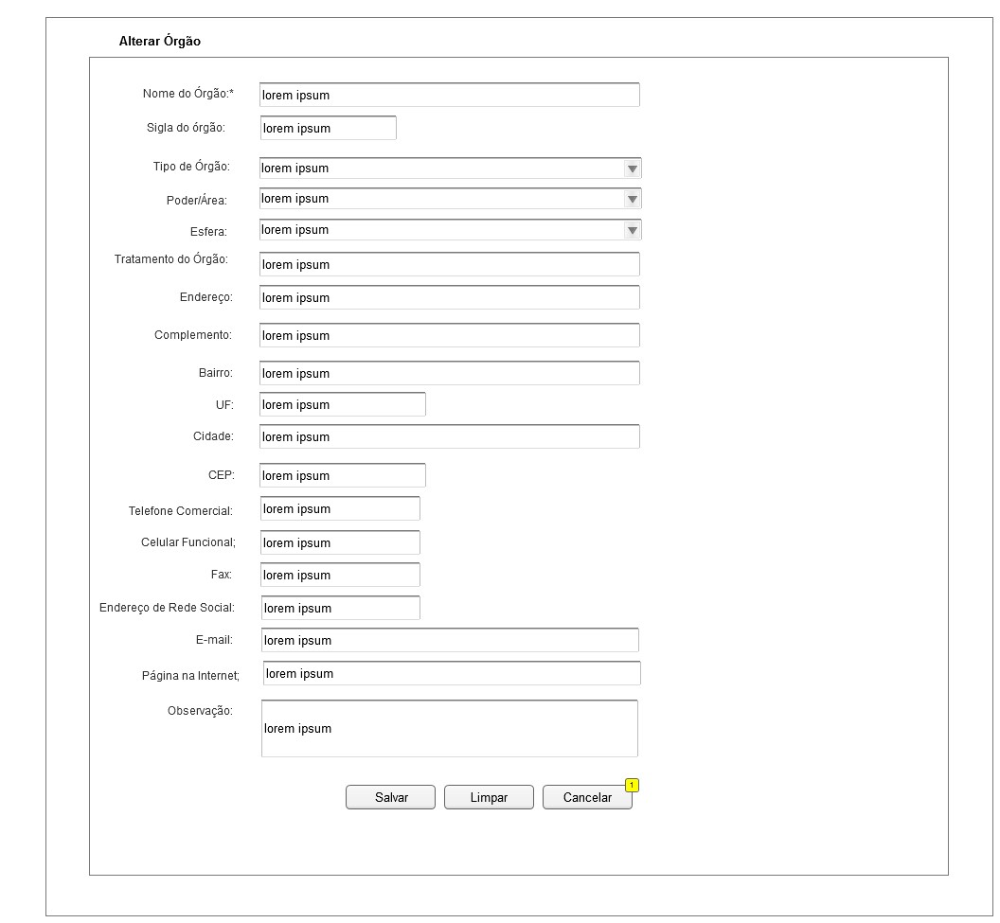 Alterar Órgão
Nome do Órgão:* lorem ipsum
Sigla do órgão: lorem ipsum
Tipo de Órgão: lorem ipsum
Poder/Área: lorem ipsum
Esfera: lorem ipsum
Tratamento do Órgão: lorem ipsum
Endereço: lorem ipsum
Complemento: lorem ipsum
Bairro: lorem ipsum
UF: lorem ipsum
Cidade: lorem ipsum
CEP: lorem ipsum
Telefone Comercial: lorem ipsum
Celular Funcional; lorem ipsum
Fax: lorem ipsum
Endereço de Rede Social: lorem ipsum
E-mail: lorem ipsum
Página na Internet; lorem ipsum
Observação: lorem ipsum
Salvar Limpar Cancelar 1